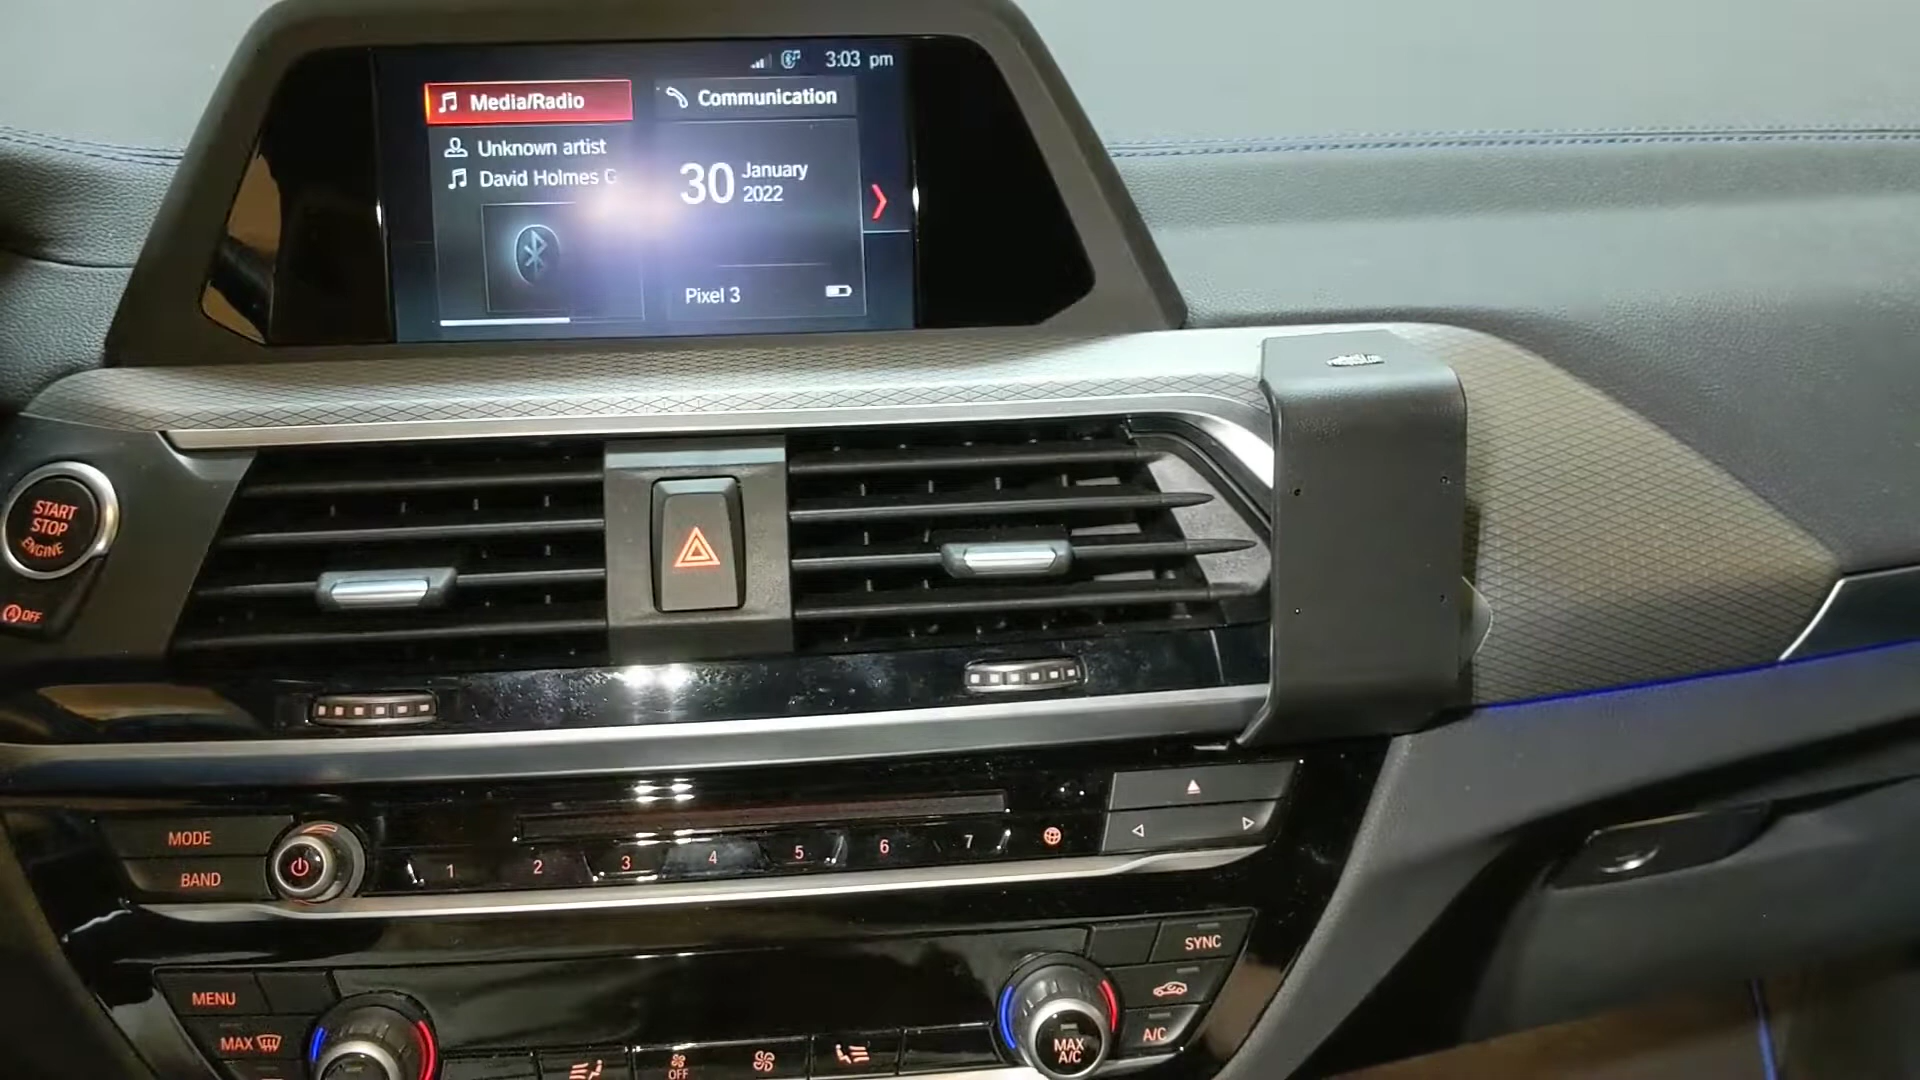 3:03 pm
Media/Radio
Communication
Unknown artist
David Holmes
30 January
2022
Pixel 3
START
STOP
ENGINE
OFF
MODE
BAND
1 2 3 4 5 6 7
SYNC
MENU
MAX
A/C
MAX
A/C
OFF